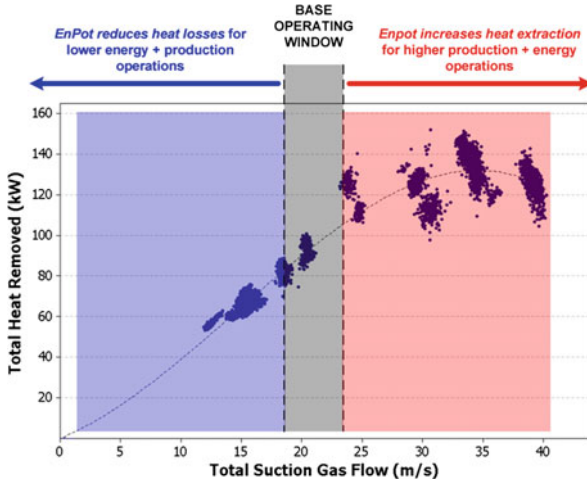 EnPot reduces heat losses for
lower energy + production
operations
BASE
OPERATING
WINDOW
Enpot increases heat extraction
for higher production + energy
operations
Total Heat Removed (kW)
160
140
120
100
80
60
40
20
0
5
10
15
20
25
30
35
40
Total Suction Gas Flow (m/s)